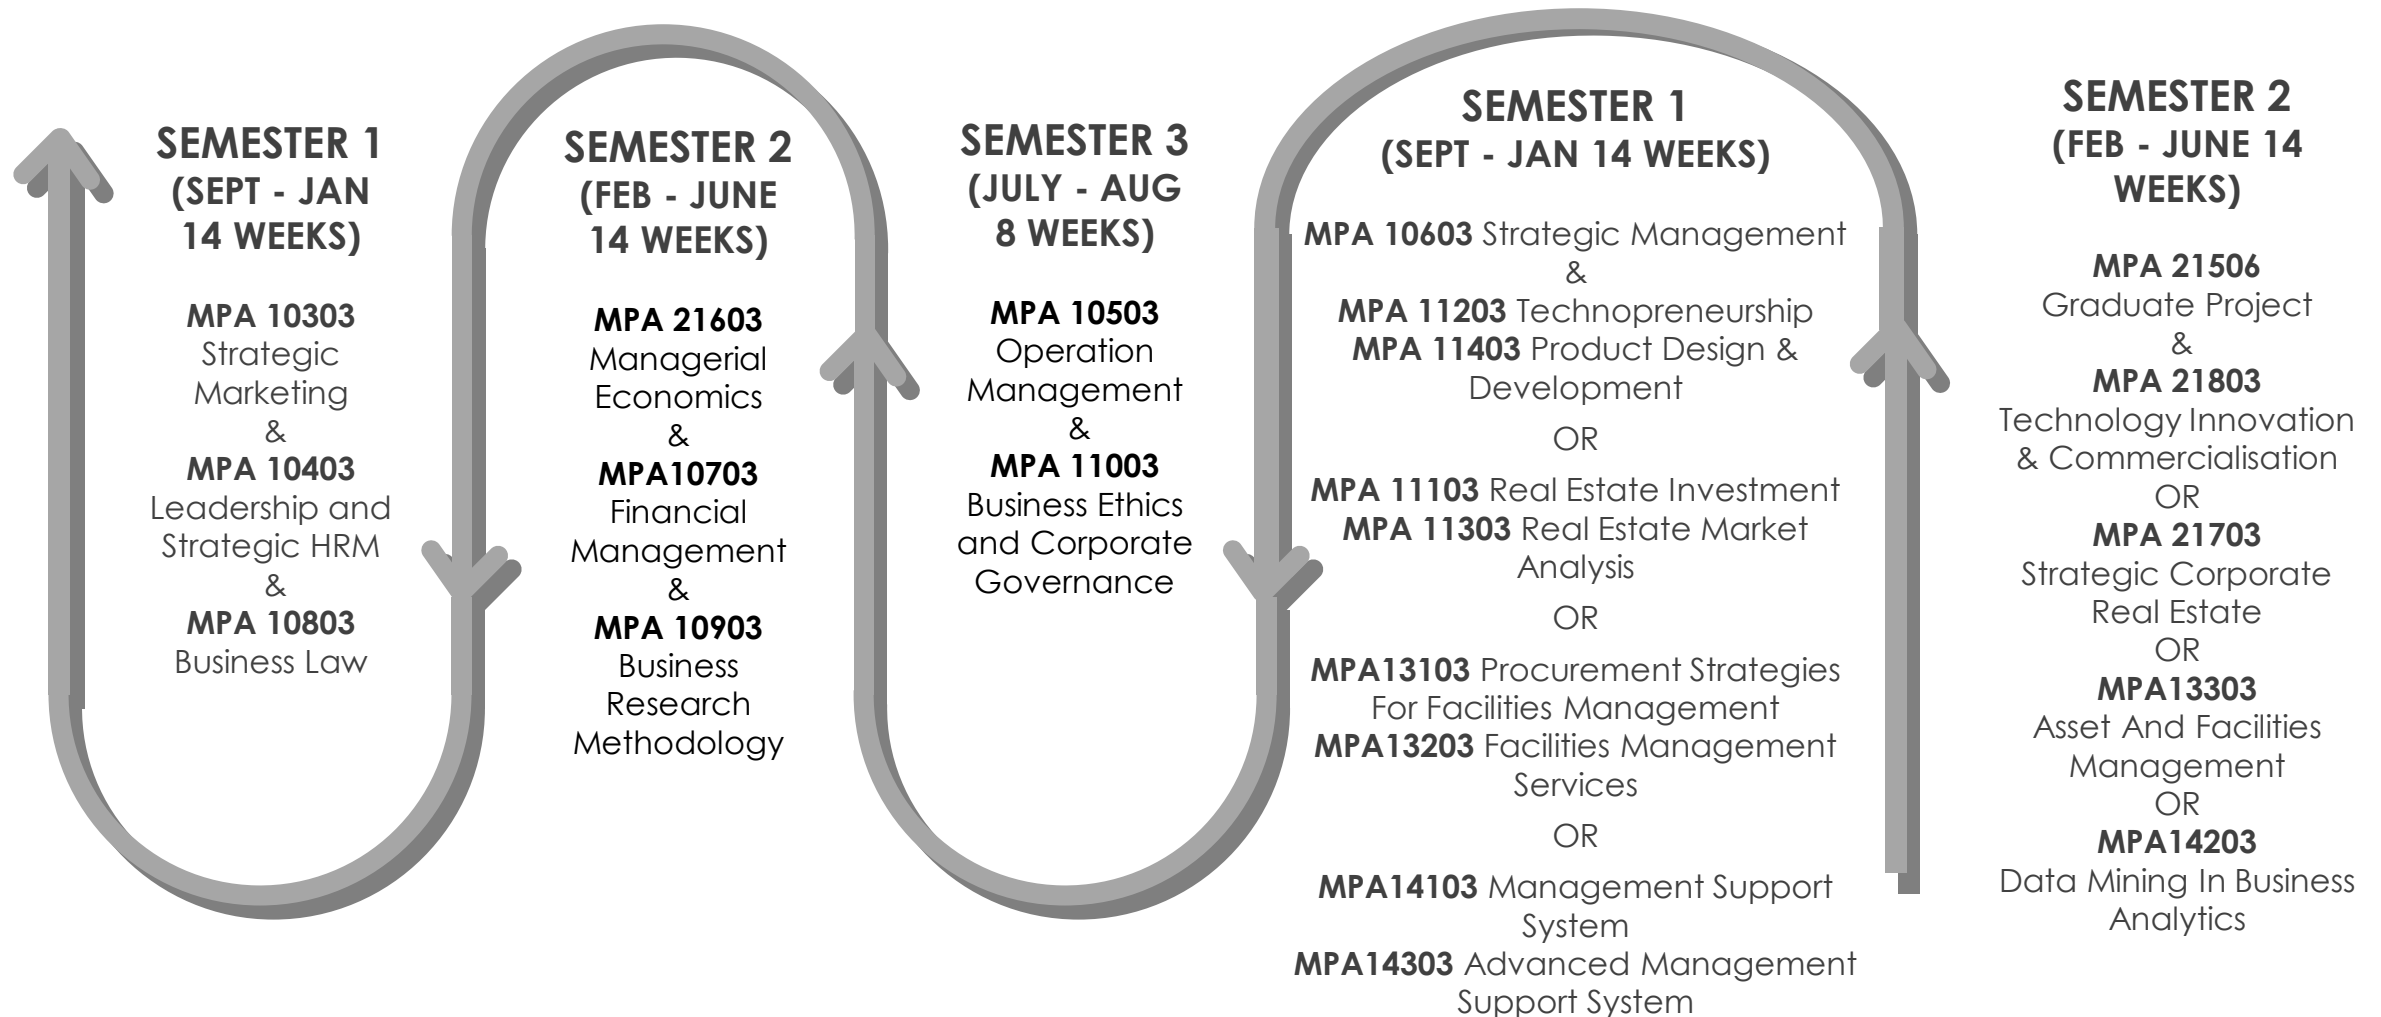 SEMESTER 1
(SEPT - JAN
14 WEEKS)
MPA 10303
Strategic
Marketing
&
MPA 10403
Leadership and
Strategic HRM
&
MPA 10803
Business Law
SEMESTER 2
(FEB - JUNE
14 WEEKS)
MPA 21603
Managerial
Economics
&
MPA10703
Financial
Management
&
MPA 10903
Business
Research
Methodology
SEMESTER 3
(JULY - AUG
8 WEEKS)
MPA 10503
Operation
Management
&
MPA 11003
Business Ethics
and Corporate
Governance
SEMESTER 1
(SEPT - JAN 14 WEEKS)
MPA 10603 Strategic Management
&
MPA 11203 Technopreneurship
MPA 11403 Product Design &
Development
OR
MPA 11103 Real Estate Investment
MPA 11303 Real Estate Market
Analysis
OR
MPA13103 Procurement Strategies
For Facilities Management
MPA13203 Facilities Management
Services
OR
MPA14103 Management Support
System
MPA14303 Advanced Management
Support System
SEMESTER 2
(FEB - JUNE 14
WEEKS)
MPA 21506
Graduate Project
&
MPA 21803
Technology Innovation
& Commercialisation
OR
MPA 21703
Strategic Corporate
Real Estate
OR
MPA13303
Asset And Facilities
Management
OR
MPA14203
Data Mining In Business
Analytics